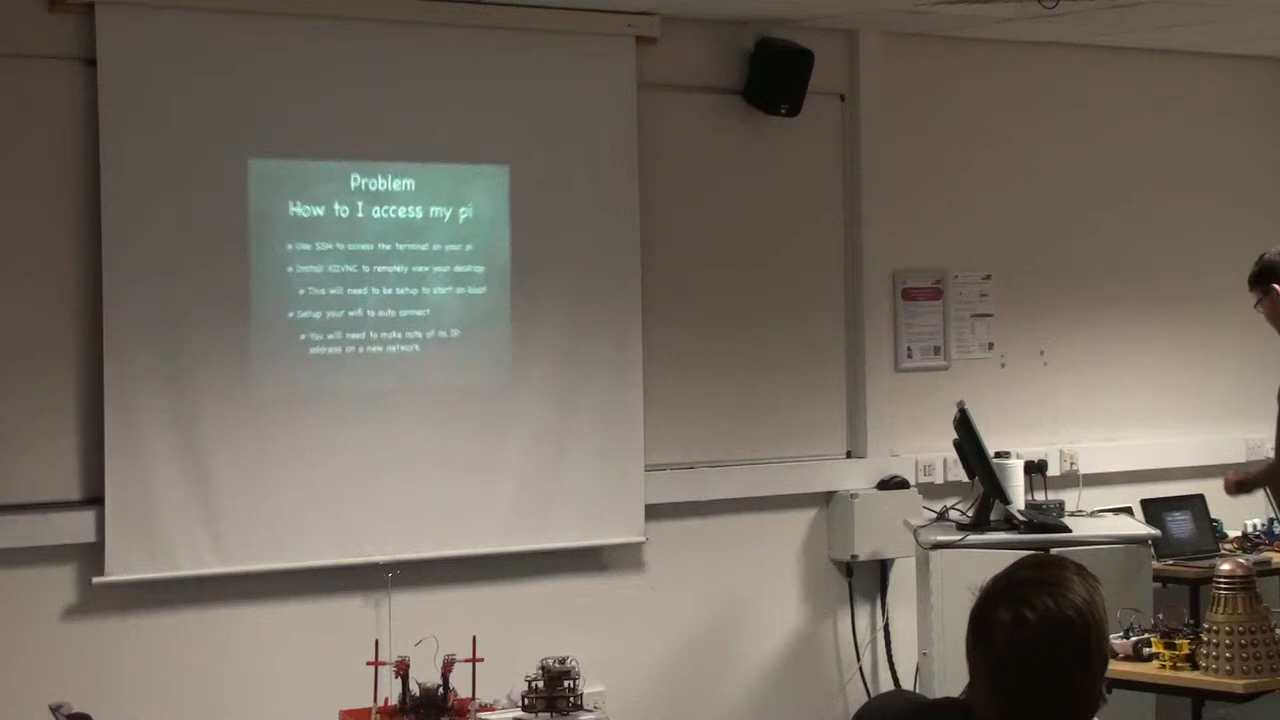 Problem
How to I access my pi
Use SSH to access the terminal on your pi
Install X11VNC to remotely view your desktop
This will need to be setup to start on boot
Setup your wifi to auto connect
You will need to make note of its IP
address on a new network